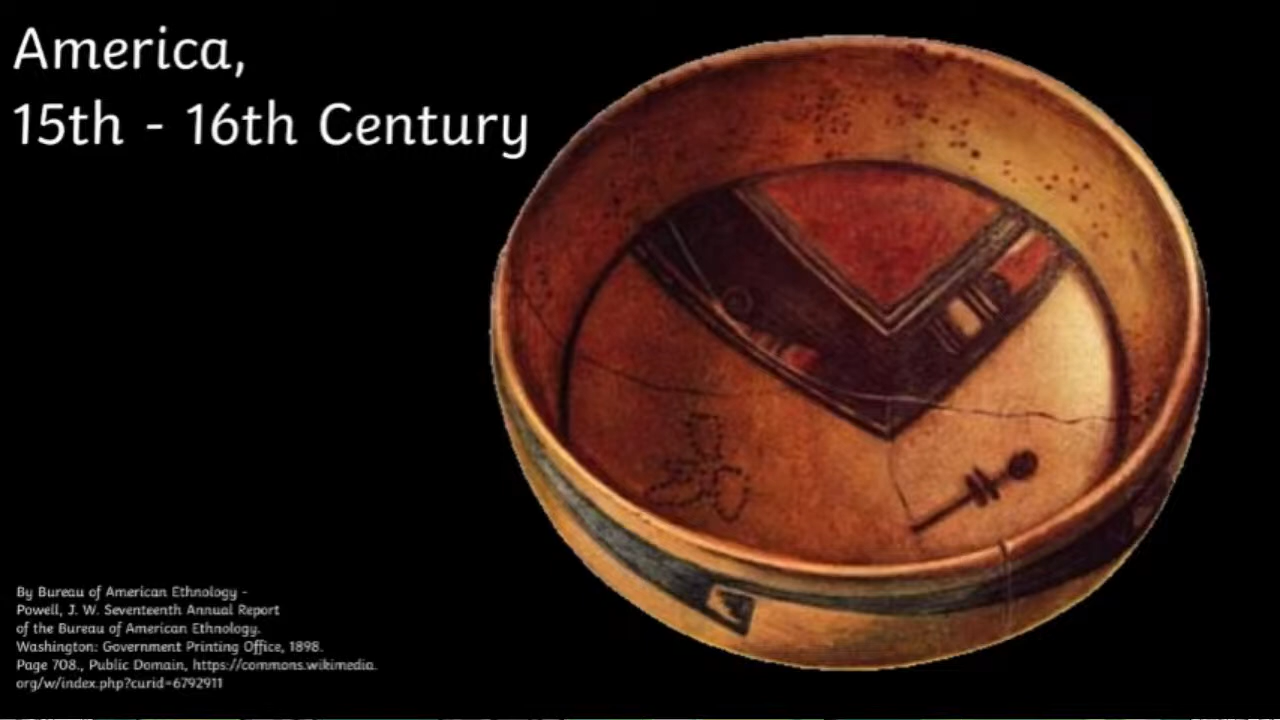 America,
15th - 16th Century
By Bureau of American Ethnology -
Powell, J. W. Seventeenth Annual Report
of the Bureau of American Ethnology.
Washington: Government Printing Office, 1898.
Page 708., Public Domain, https://commons.wikimedia.
org/w/index.php?curid=6792911